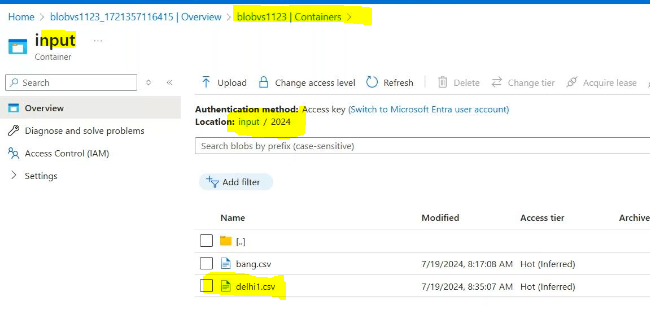 Home > blobvs1123_1721357116415 | Overview > blobvs1123 | Containers >
input ...
Container
Search
«
Upload Change access level Refresh Delete Change tier Acquire lease
Overview
Diagnose and solve problems
Access Control (IAM)
Settings
Authentication method: Access key (Switch to Microsoft Entra user account)
Location: input / 2024
Search blobs by prefix (case-sensitive)
Add filter
Name Modified Access tier Archive
[..]
bang.csv 7/19/2024, 8:17:08 AM Hot (Inferred)
delhi1.csv 7/19/2024, 8:35:07 AM Hot (Inferred)